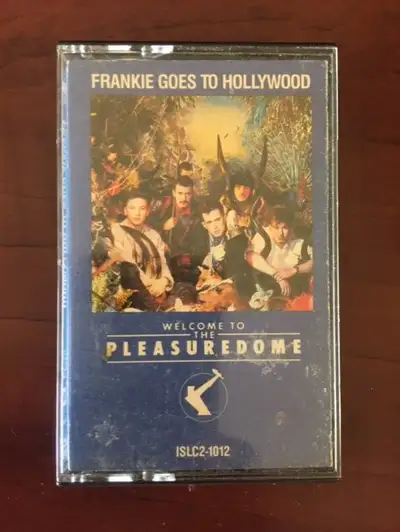 FRANKIE GOES TO HOLLYWOOD
WELCOME TO
THE
PLEASUREDOME
ISLC2-1012